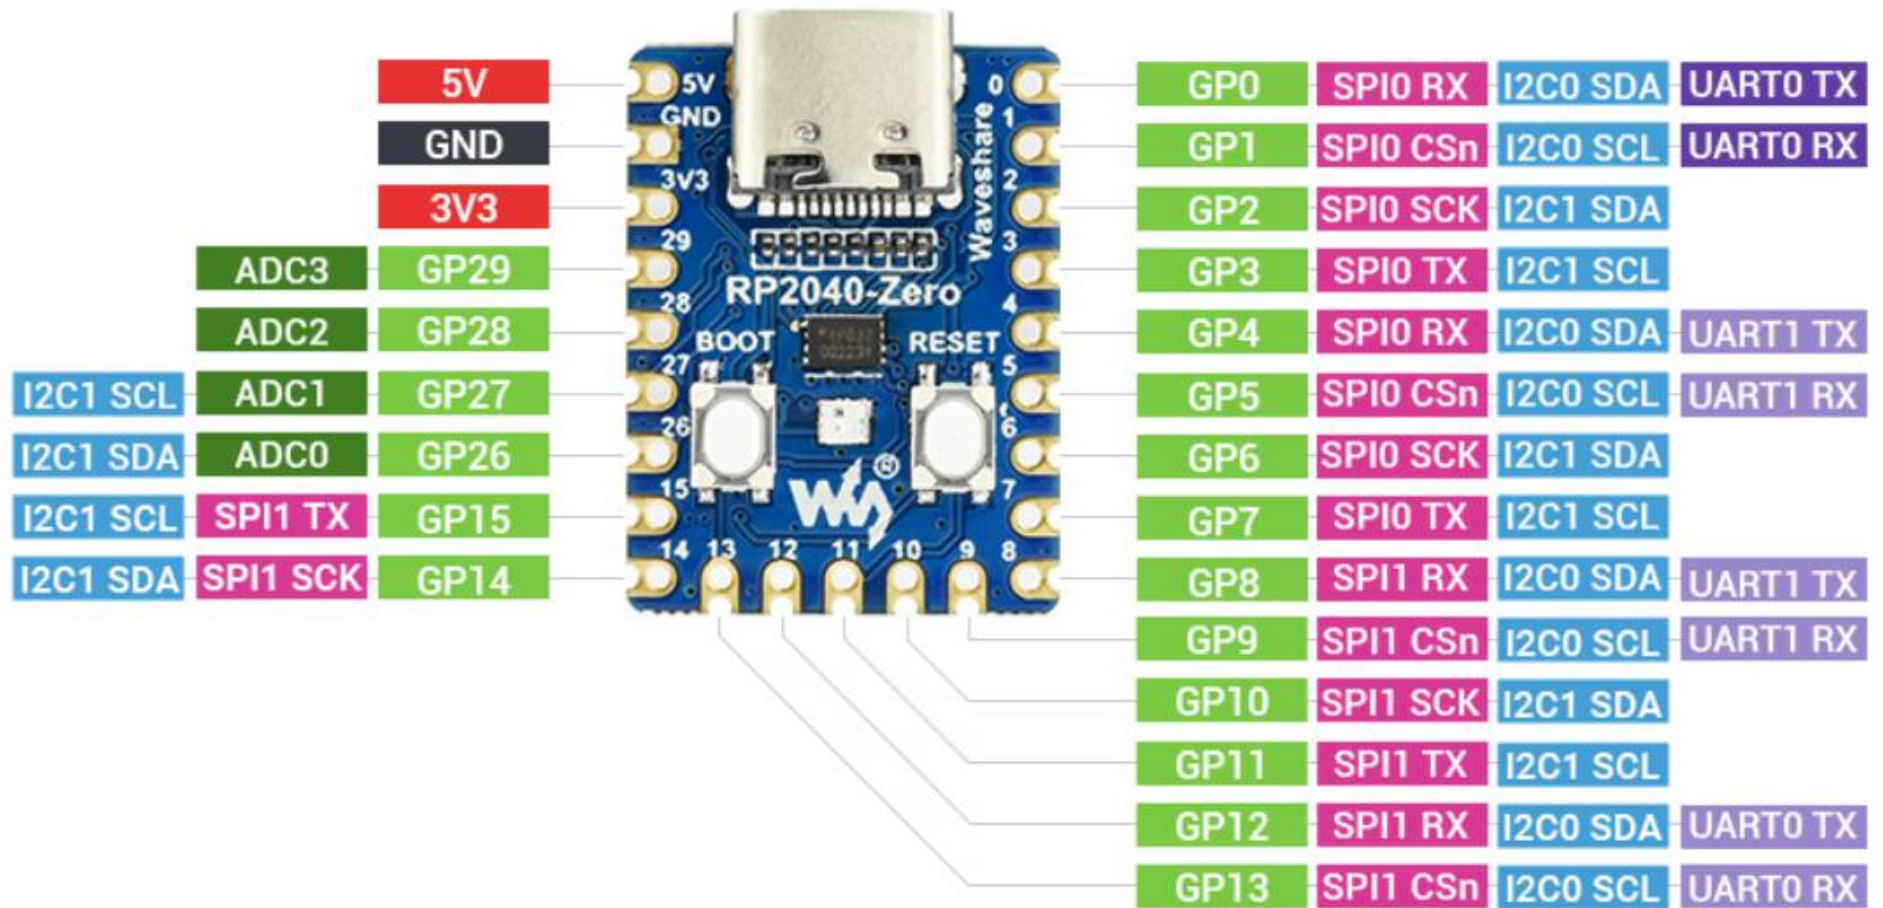 5V
GND
3V3
ADC3 GP29
ADC2 GP28
I2C1 SCL ADC1 GP27
I2C1 SDA ADC0 GP26
I2C1 SCL SPI1 TX GP15
I2C1 SDA SPI1 SCK GP14
5V
GND
3V3
29
28
27
26
15
14
13
12
11
10
9
8
0
1
2
3
4
5
6
7
Waveshare
RP2040-Zero
BOOT
RESET
®
GP0 SPI0 RX I2C0 SDA UART0 TX
GP1 SPI0 CSn I2C0 SCL UART0 RX
GP2 SPI0 SCK I2C1 SDA
GP3 SPI0 TX I2C1 SCL
GP4 SPI0 RX I2C0 SDA UART1 TX
GP5 SPI0 CSn I2C0 SCL UART1 RX
GP6 SPI0 SCK I2C1 SDA
GP7 SPI0 TX I2C1 SCL
GP8 SPI1 RX I2C0 SDA UART1 TX
GP9 SPI1 CSn I2C0 SCL UART1 RX
GP10 SPI1 SCK I2C1 SDA
GP11 SPI1 TX I2C1 SCL
GP12 SPI1 RX I2C0 SDA UART0 TX
GP13 SPI1 CSn I2C0 SCL UART0 RX